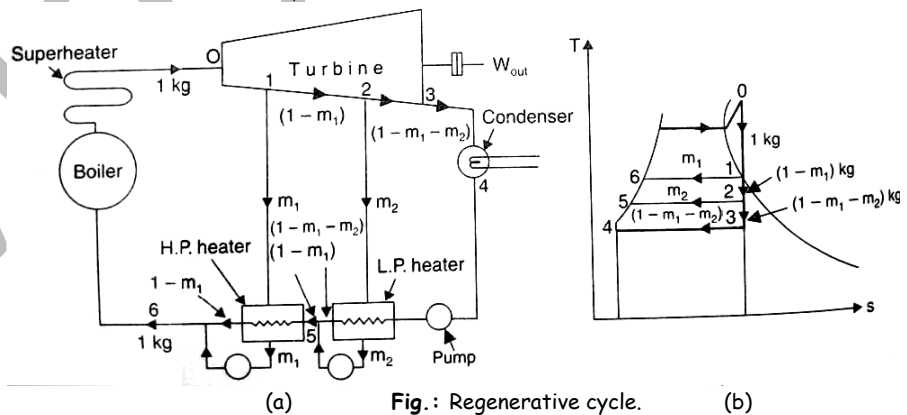 Superheater
O
1 kg
Turbine
W_out
1
2
3
(1 – m₁)
(1 – m₁ – m₂)
Condenser
4
Boiler
m₁
m₂
(1 – m₁ – m₂)
(1 – m₁)
H.P. heater
L.P. heater
1 – m₁
6
1 kg
5
m₁
m₂
Pump
T
0
1 kg
6
m₁
1
(1 – m₁) kg
5
m₂
2
(1 – m₁ – m₂) kg
4
(1 – m₁ – m₂)
3
s
(a) Fig.: Regenerative cycle. (b)